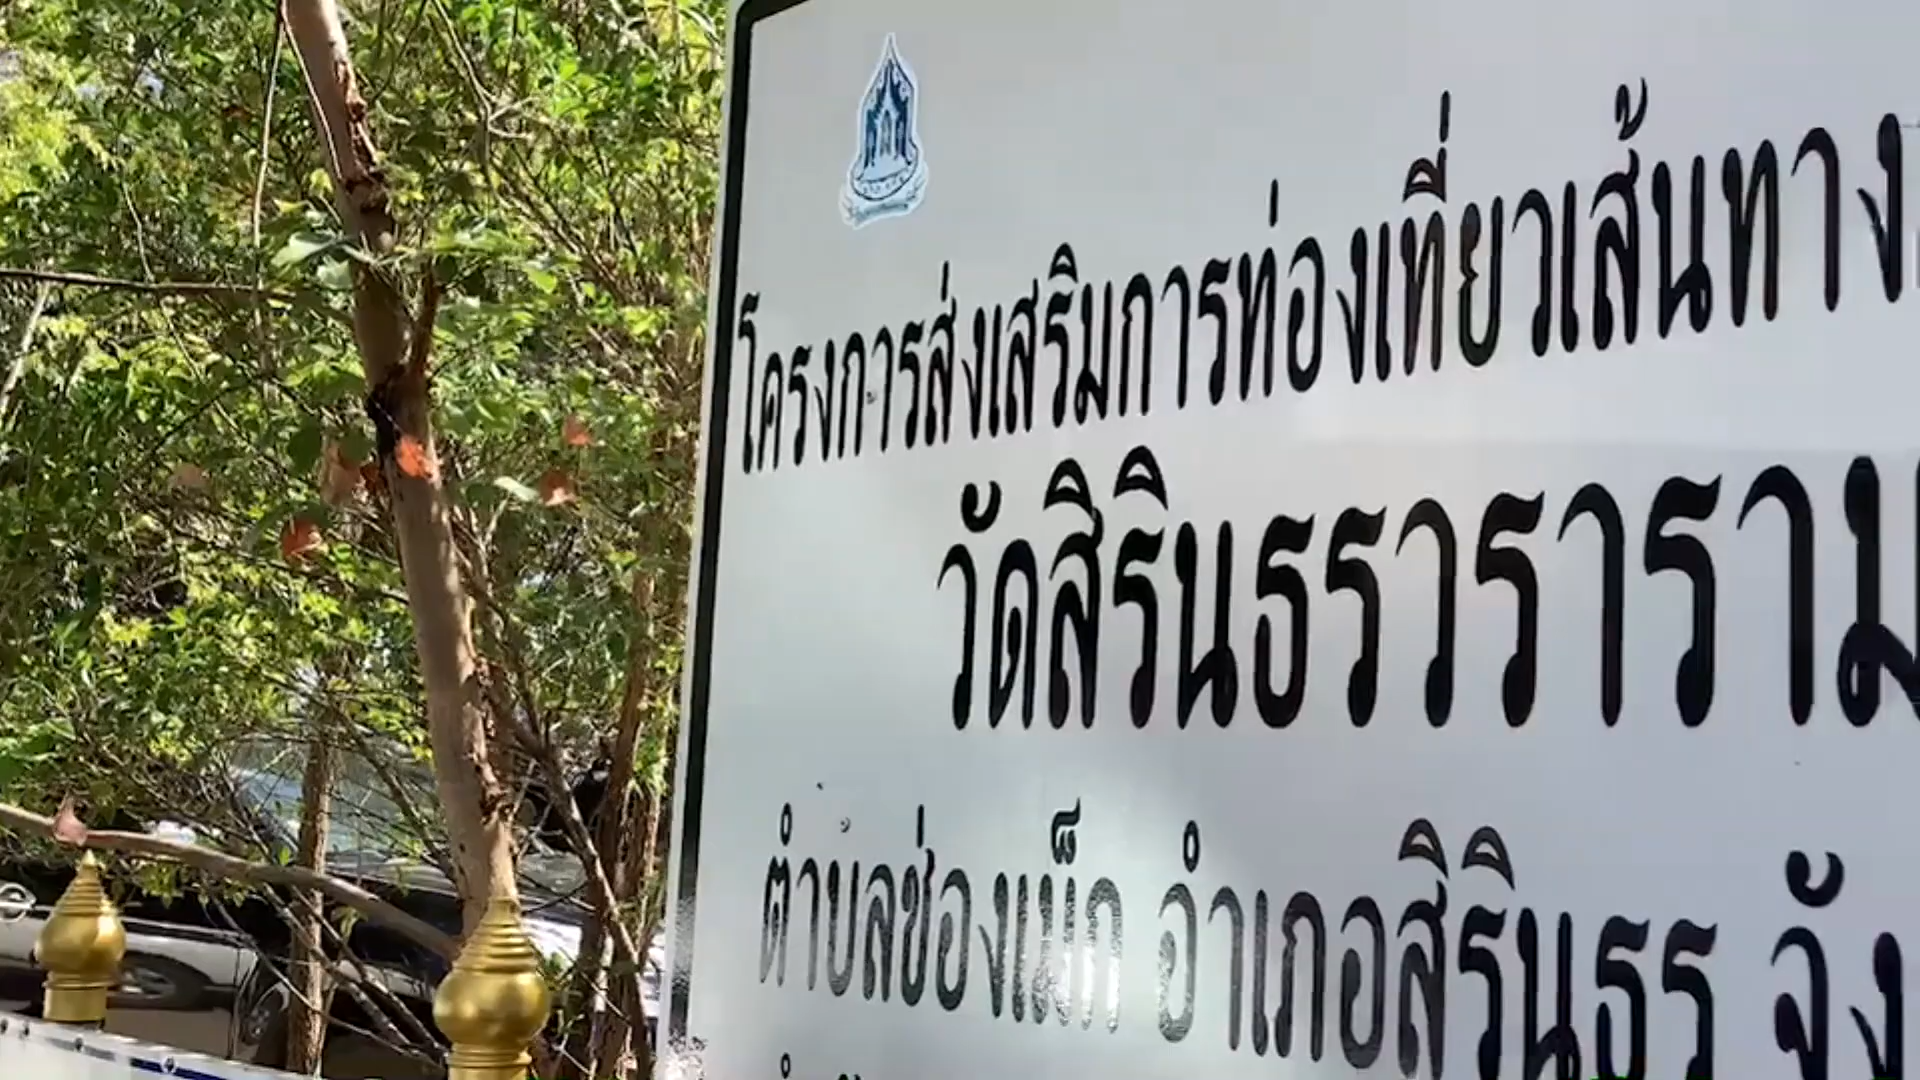 โครงการส่งเสริมการท่องเที่ยวเส้นทาง
วัดสิรินธรวราราม
ตำบลช่องเม็ก อำเภอสิรินธร จัง